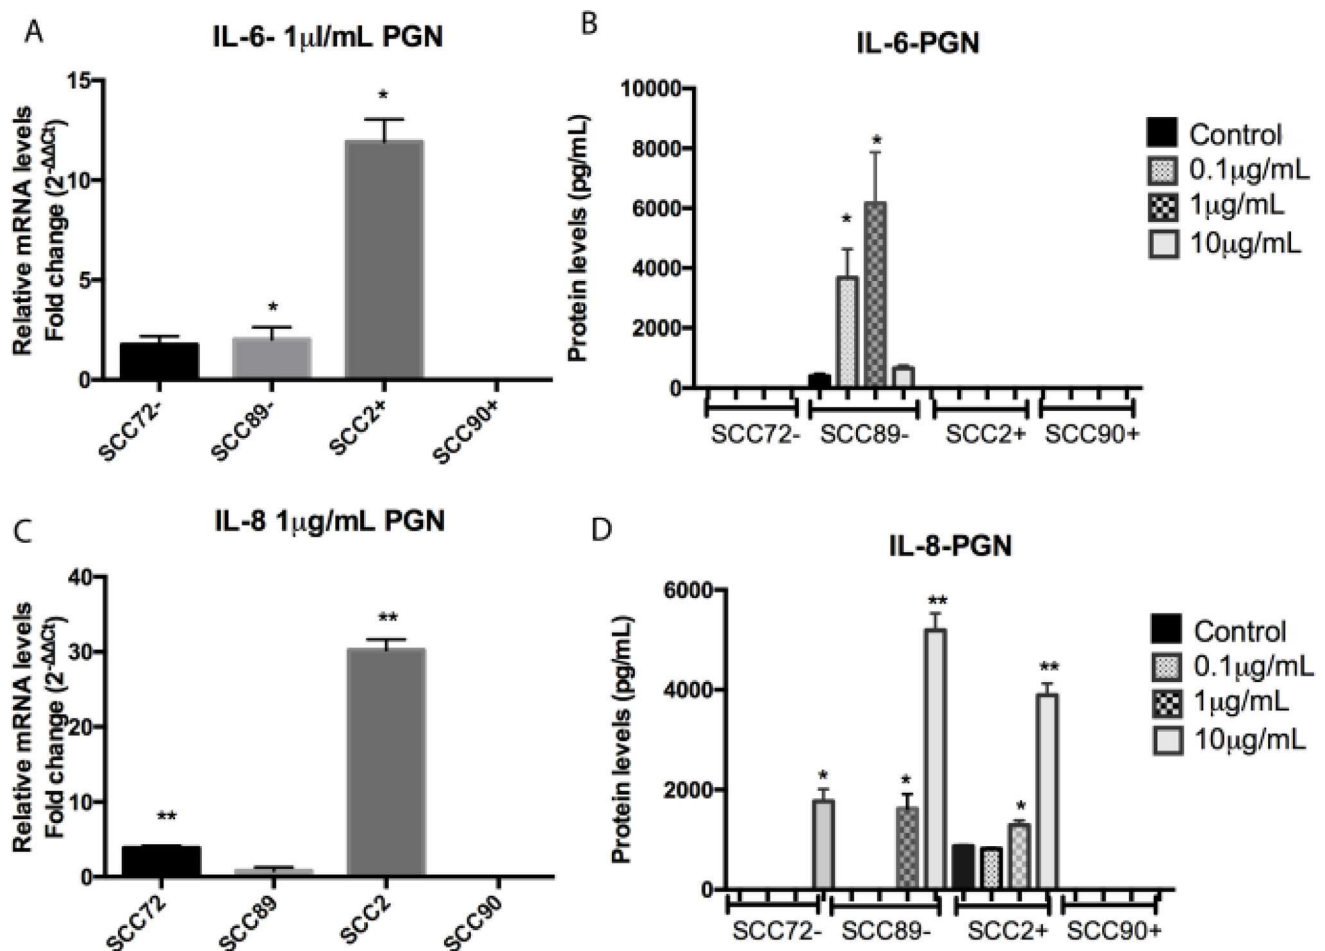 A
IL-6- 1μl/mL PGN
Relative mRNA levels
Fold change (2-ΔΔCt)
15
10
5
0
*
*
SCC72-
SCC89-
SCC2+
SCC90+
B
IL-6-PGN
Protein levels (pg/mL)
10000
8000
6000
4000
2000
0
*
*
SCC72-
SCC89-
SCC2+
SCC90+
Control
0.1μg/mL
1μg/mL
10μg/mL
C
IL-8 1μg/mL PGN
Relative mRNA levels
Fold change (2-ΔΔCt)
40
30
20
10
0
**
**
SCC72
SCC89
SCC2
SCC90
D
IL-8-PGN
Protein levels (pg/mL)
6000
4000
2000
0
*
*
**
*
**
SCC72-
SCC89-
SCC2+
SCC90+
Control
0.1μg/mL
1μg/mL
10μg/mL